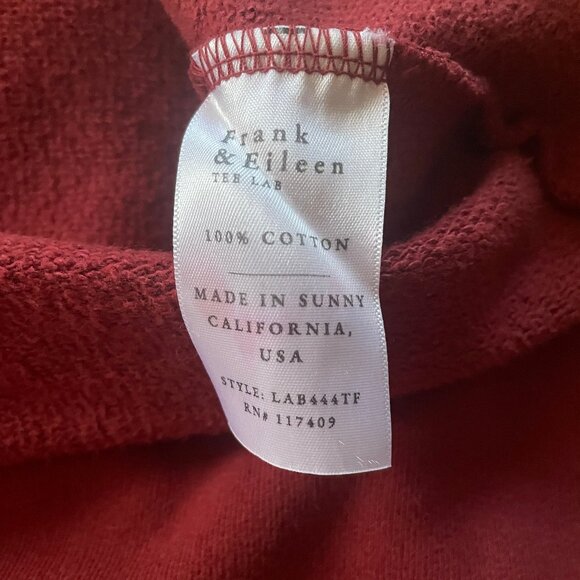 Frank
& Eileen
TEE LAB
100% COTTON
MADE IN SUNNY
CALIFORNIA,
USA
STYLE: LAB444TF
RN# 117409